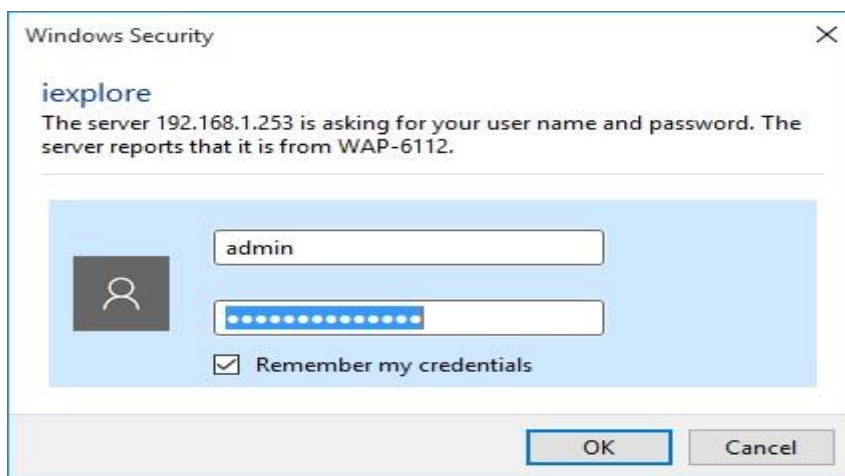 Windows Security
iexplore
The server 192.168.1.253 is asking for your user name and password. The
server reports that it is from WAP-6112.
admin
••••••••••••••
Remember my credentials
OK
Cancel